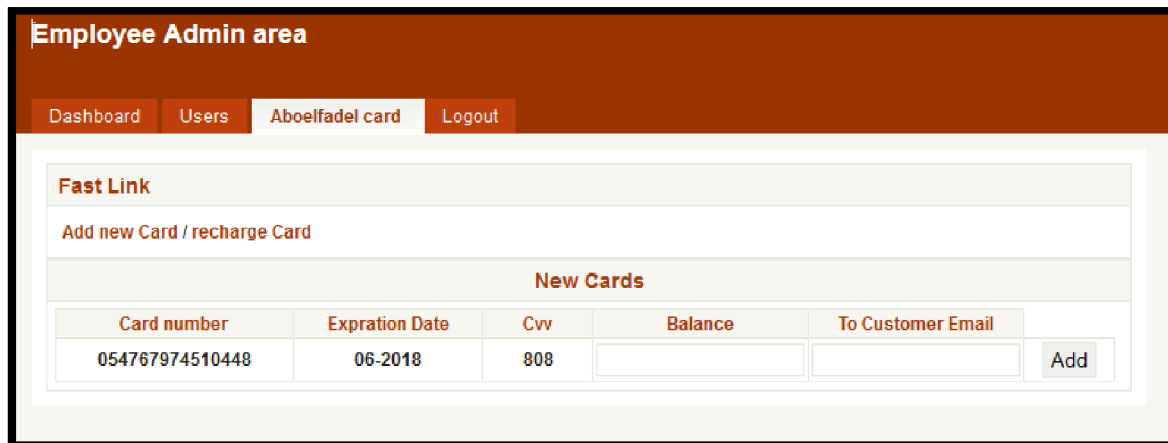 Employee Admin area
Dashboard Users Aboelfadel card Logout
Fast Link
Add new Card / recharge Card
New Cards
Card number Expration Date Cvv Balance To Customer Email
054767974510448 06-2018 808 Add